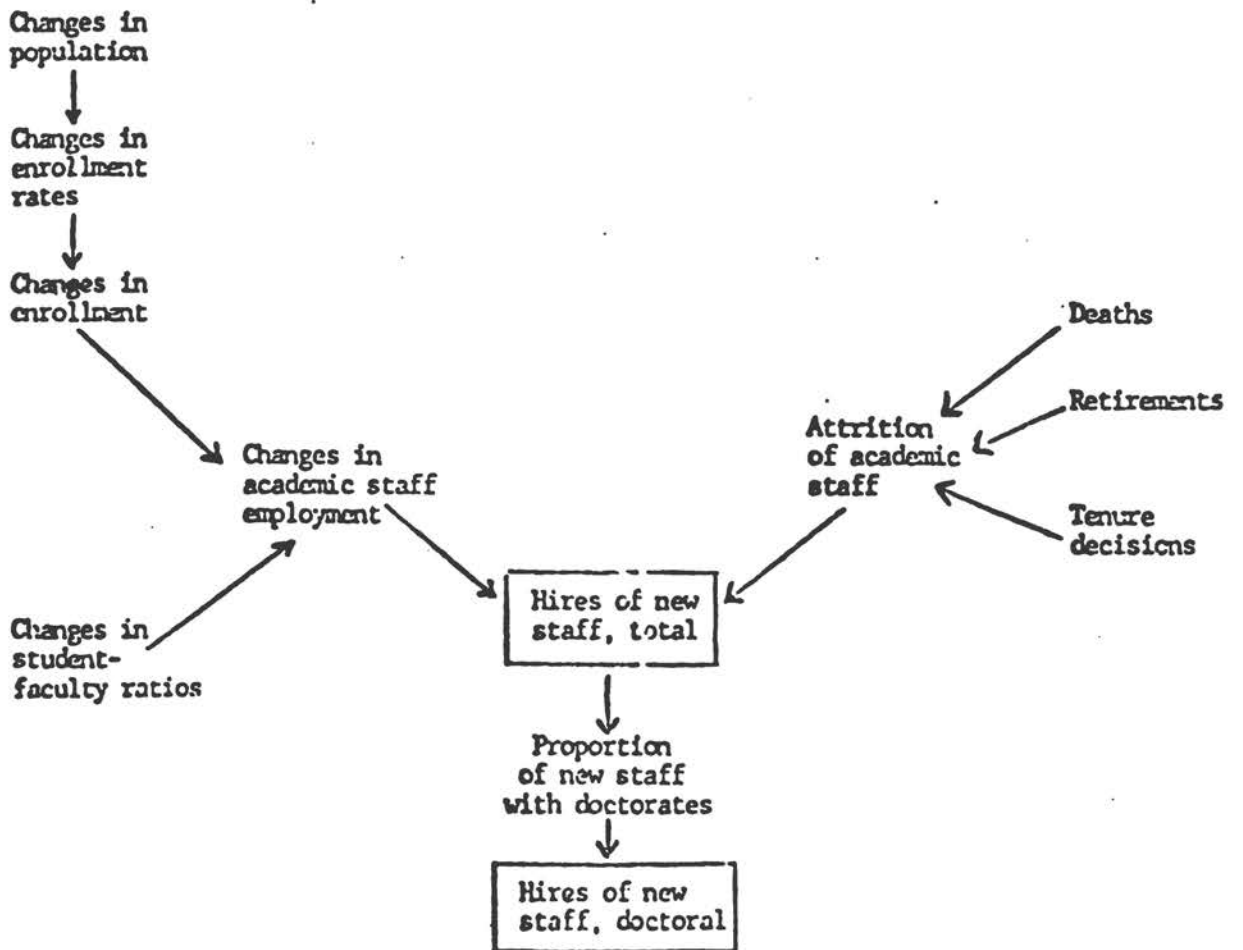 Changes in
population
Changes in
enrollment
rates
Changes in
enrollment
Deaths
Retirements
Attrition
of academic
staff
Tenure
decisions
Changes in
academic staff
employment
Hires of new
staff, total
Changes in
student-
faculty ratios
Proportion
of new staff
with doctorates
Hires of new
staff, doctoral